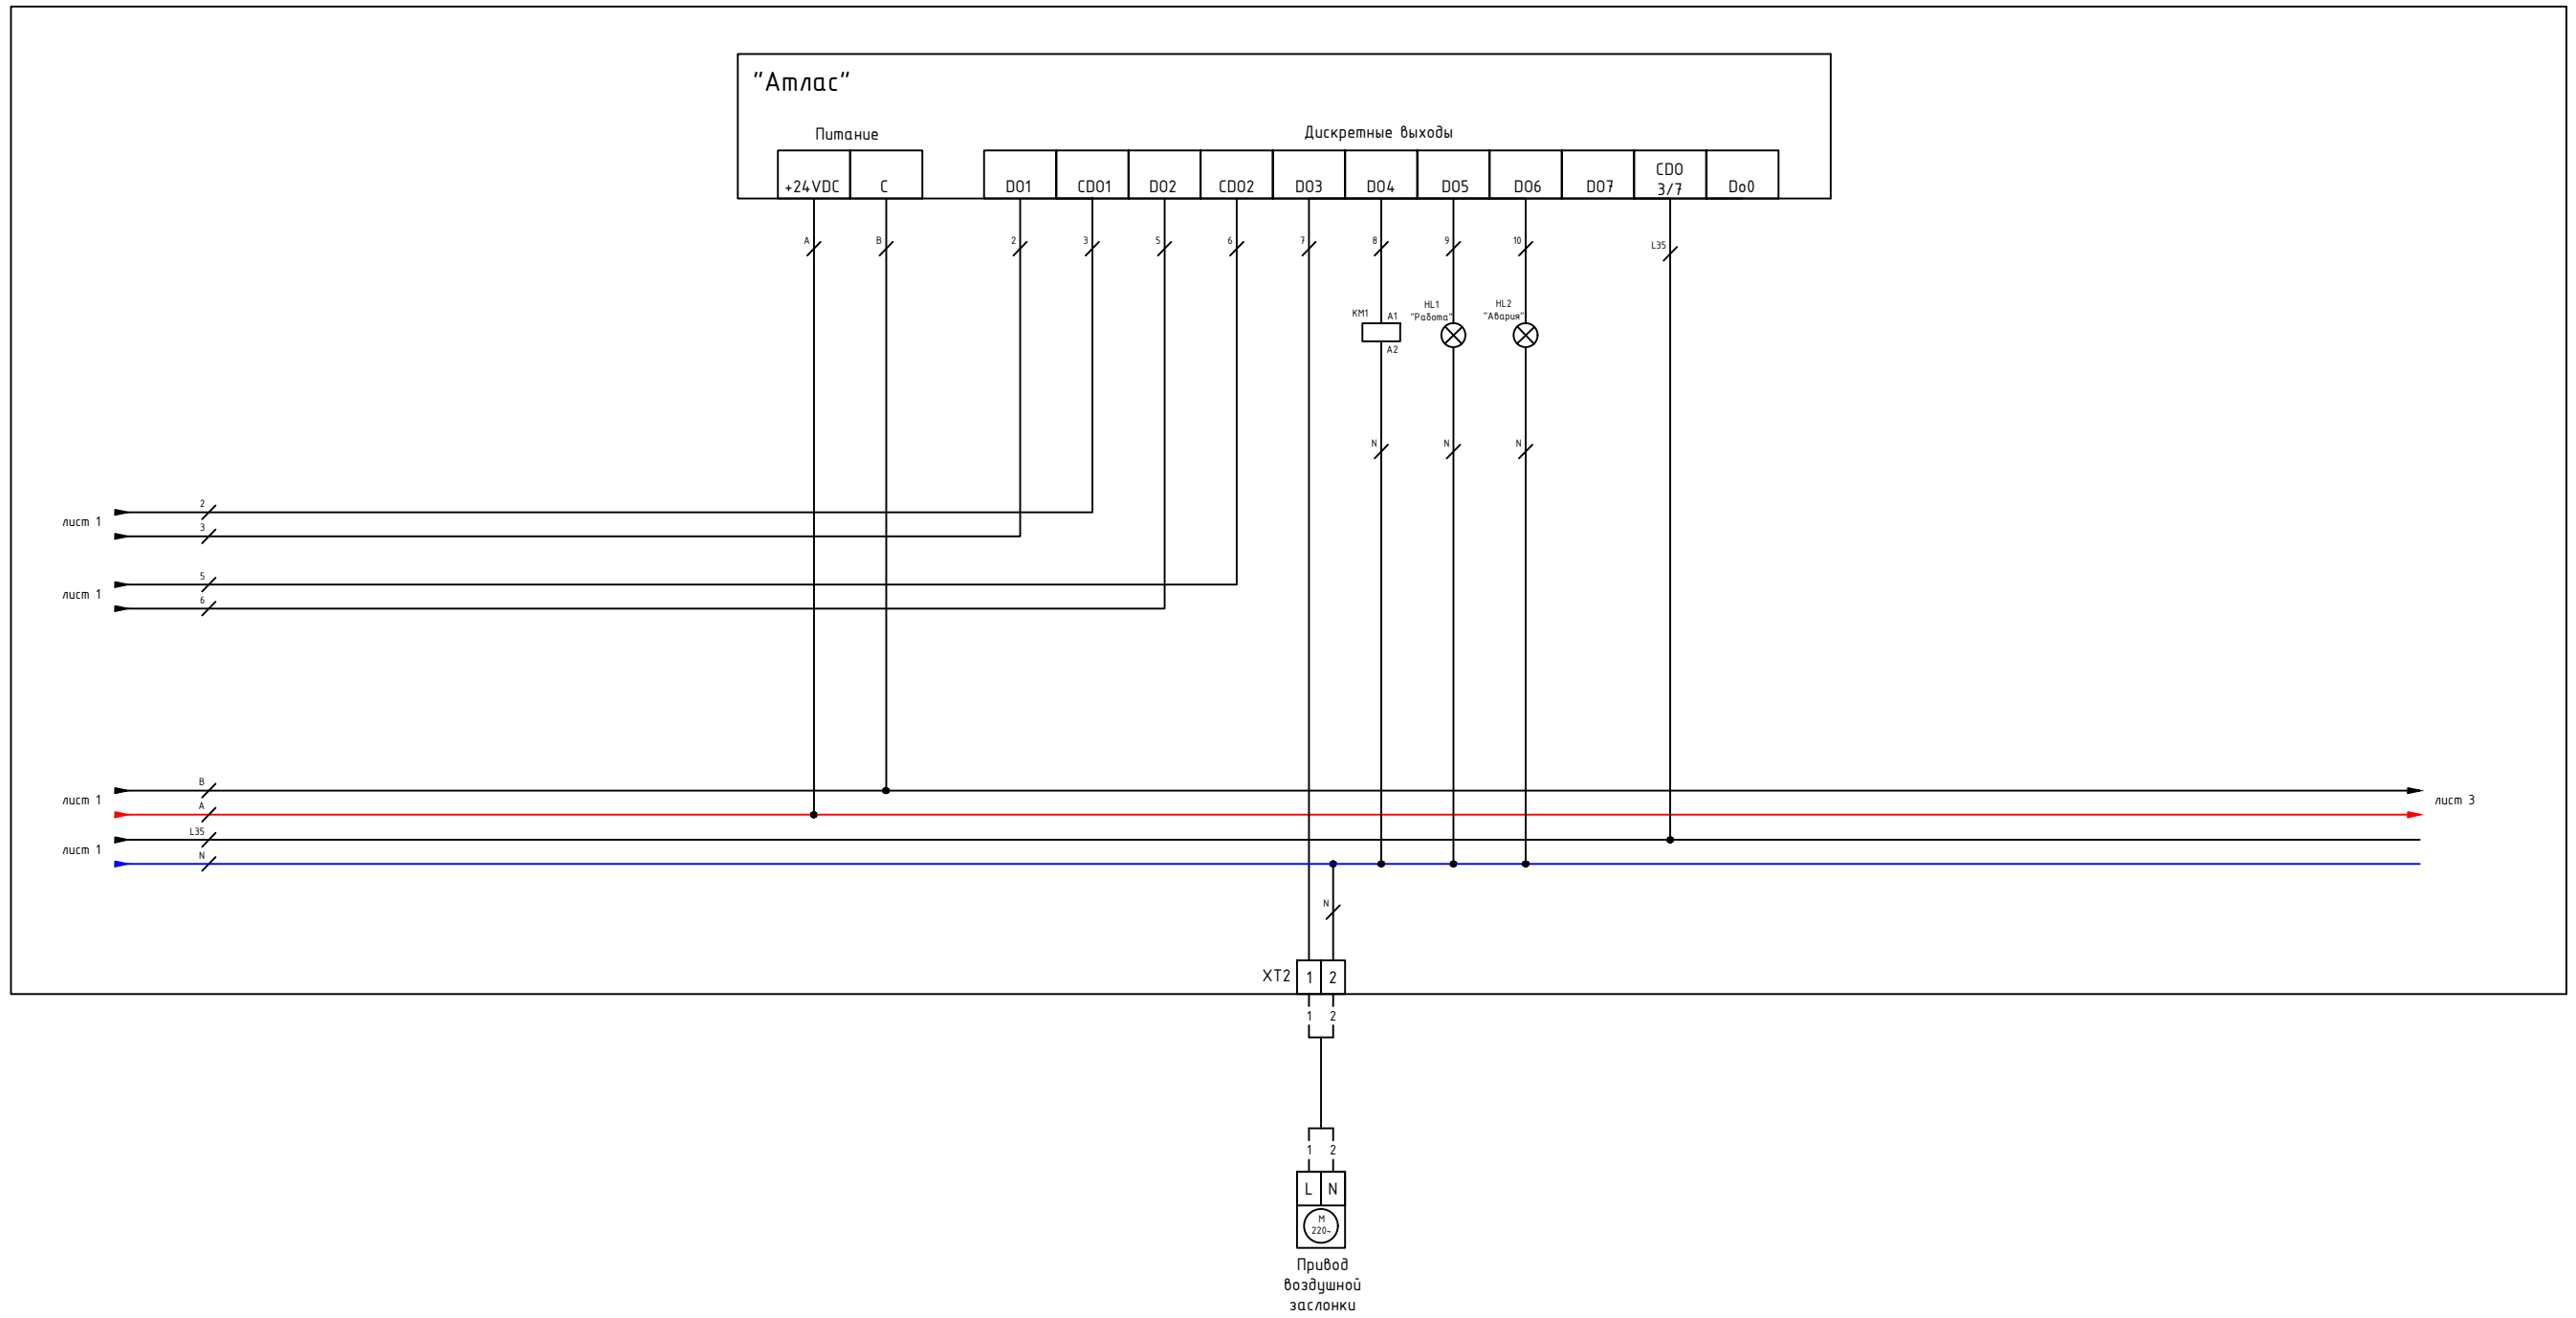 "Атлас"
Питание
Дискретные выходы
+24VDC C DO1 CDO1 DO2 CDO2 DO3 DO4 DO5 DO6 DO7 CDO 3/7 Do0
A B 2 3 5 6 7 8 9 10 L35
KM1 A1 A2
HL1
"Работа"
HL2
"Авария"
N N N
лист 1
2
3
лист 1
5
6
лист 1
B
A
лист 3
лист 1
L35
N
N
XT2 1 2
1 2
1 2
L N
M
220~
Привод
воздушной
заслонки